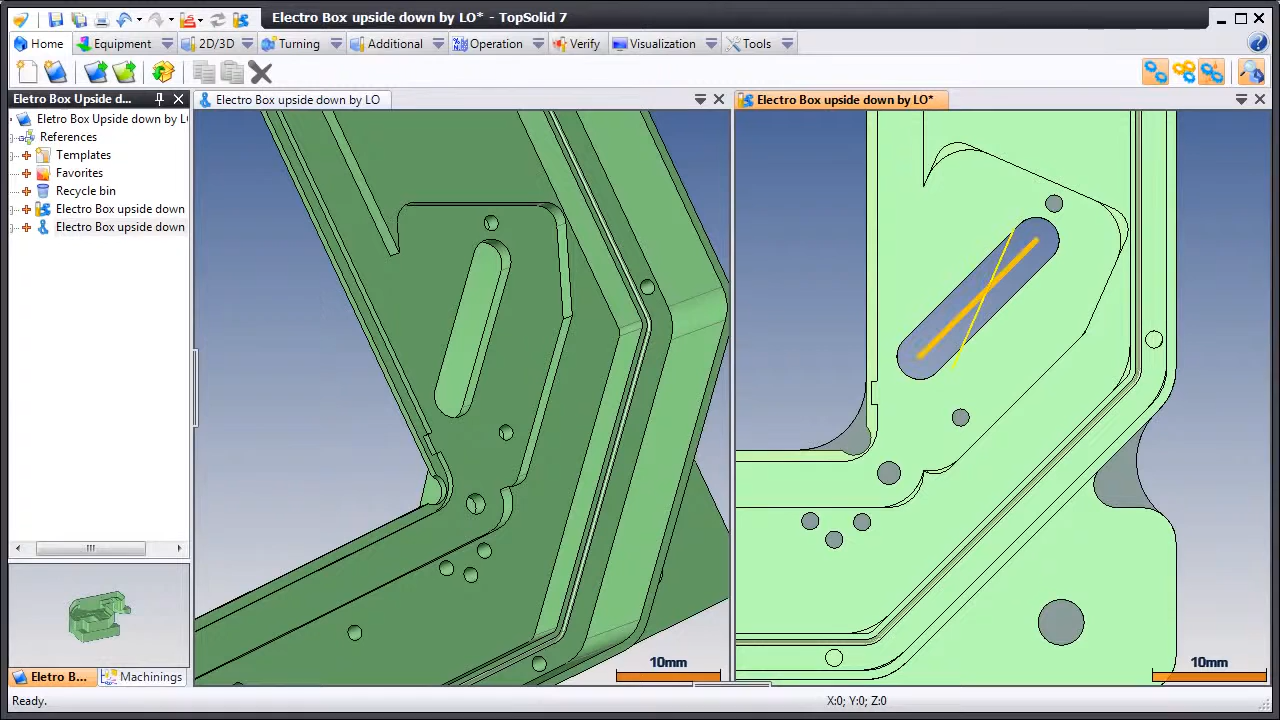 Electro Box upside down by LO* - TopSolid 7
Home Equipment 2D/3D Turning Additional Operation Verify Visualization Tools
Eletro Box Upside d...
Electro Box upside down by LO
Electro Box upside down by LO*
Eletro Box Upside down by LO
References
Templates
Favorites
Recycle bin
Electro Box upside down
Electro Box upside down
10mm
10mm
Eletro B...
Machinings
Ready.
X:0; Y:0; Z:0